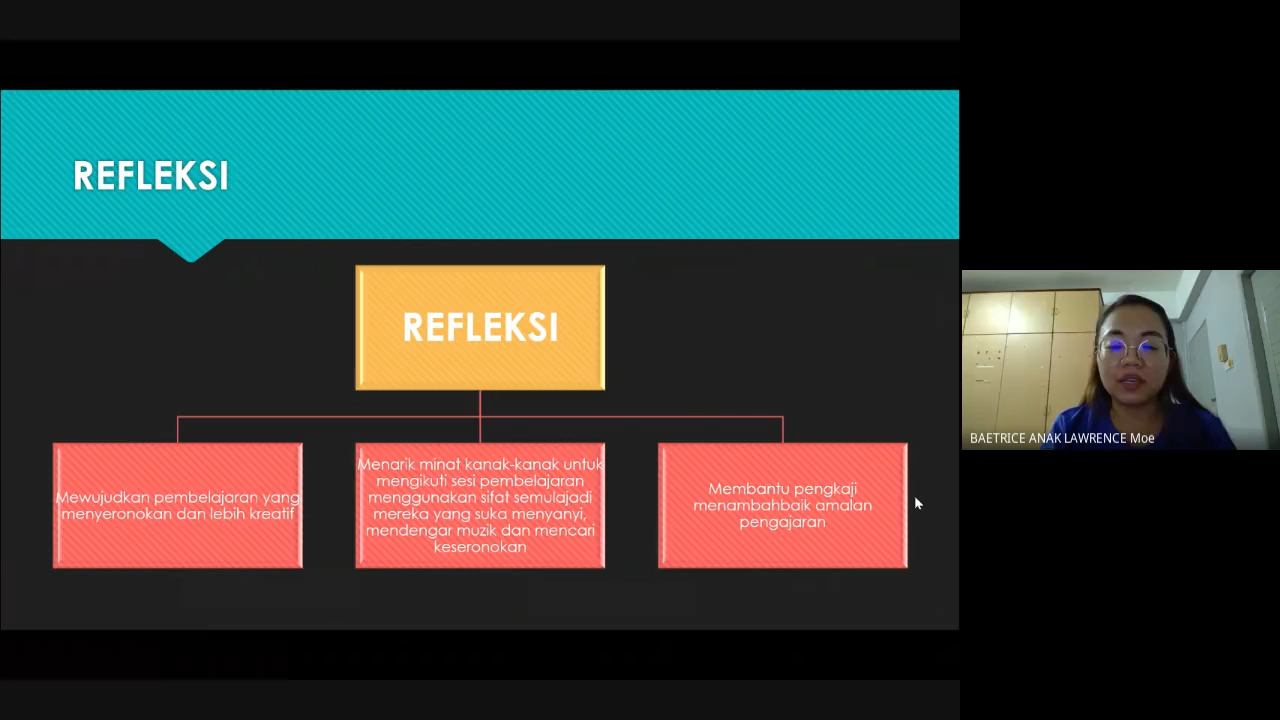 REFLEKSI
REFLEKSI
Mewujudkan pembelajaran yang
menyeronokan dan lebih kreatif
Menarik minat kanak-kanak untuk
mengikuti sesi pembelajaran
menggunakan sifat semulajadi
mereka yang suka menyanyi,
mendengar muzik dan mencari
keseronokan
Membantu pengkaji
menambahbaik amalan
pengajaran
BAETRICE ANAK LAWRENCE Moe